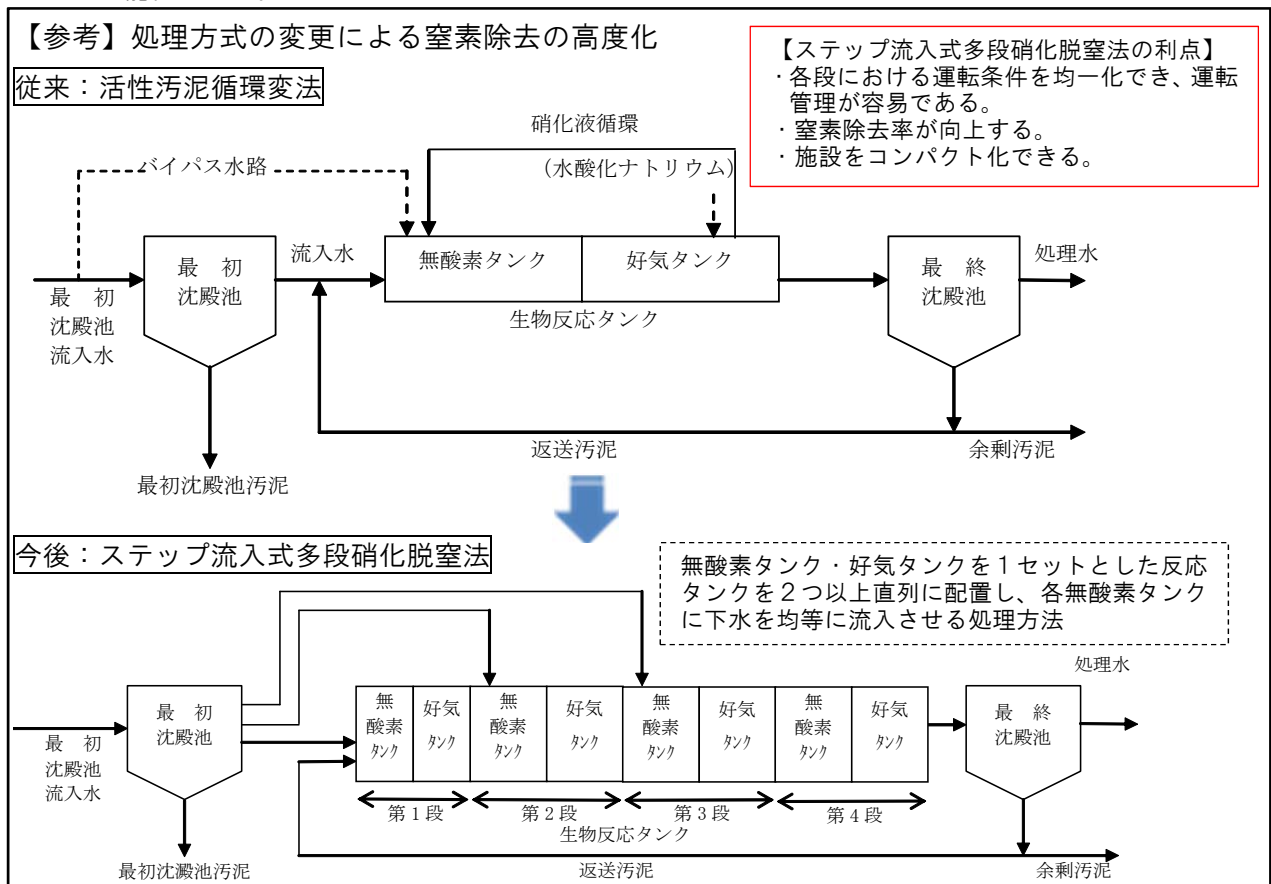 【参考】処理方式の変更による窒素除去の高度化
【ステップ流入式多段硝化脱窒法の利点】
・各段における運転条件を均一化でき、運転
管理が容易である。
・窒素除去率が向上する。
・施設をコンパクト化できる。
従来：活性汚泥循環変法
硝化液循環
バイパス水路
(水酸化ナトリウム)
最 初
沈殿池
流入水
最 初
沈殿池
流入水
無酸素タンク
好気タンク
生物反応タンク
最 終
沈殿池
処理水
返送汚泥
余剰汚泥
最初沈殿池汚泥
今後：ステップ流入式多段硝化脱窒法
無酸素タンク・好気タンクを１セットとした反応
タンクを２つ以上直列に配置し、各無酸素タンク
に下水を均等に流入させる処理方法
処理水
最 初
沈殿池
流入水
最 初
沈殿池
無
酸素
ﾀﾝｸ
好気
ﾀﾝｸ
無
酸素
ﾀﾝｸ
好気
ﾀﾝｸ
無
酸素
ﾀﾝｸ
好気
ﾀﾝｸ
無
酸素
ﾀﾝｸ
好気
ﾀﾝｸ
最 終
沈殿池
第１段
第２段
第３段
第４段
生物反応タンク
最初沈澱池汚泥
返送汚泥
余剰汚泥